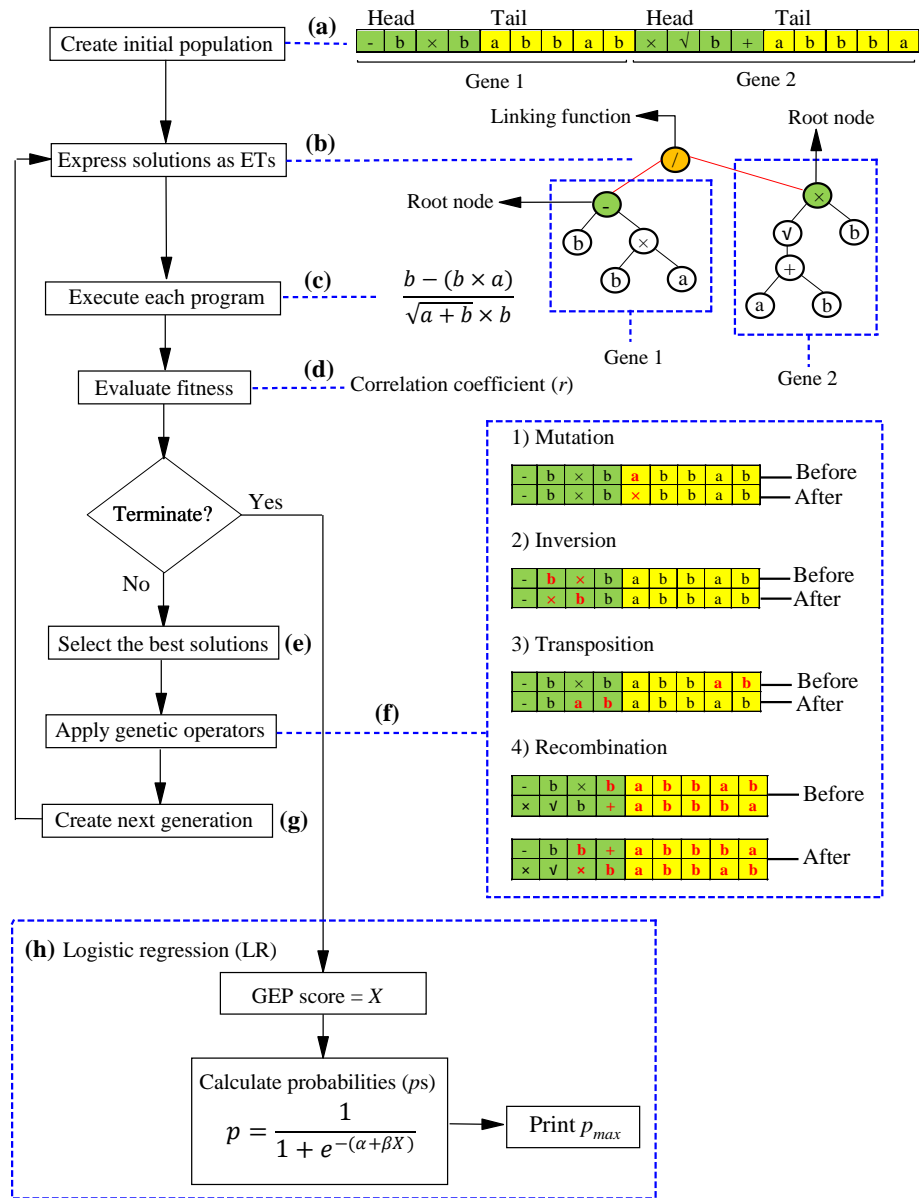 Head Tail Head Tail
(a)
Create initial population
- b × b a b b a b × √ b + a b b b a
Gene 1 Gene 2
Linking function
Root node
(b)
Express solutions as ETs
/
Root node
-
×
b
×
√
b
b
a
+
a
b
(c)
Execute each program
b − (b × a)
√a + b × b
Gene 1
Gene 2
(d)
Evaluate fitness
Correlation coefficient (r)
Terminate?
Yes
No
Select the best solutions
(e)
(f)
Apply genetic operators
Create next generation
(g)
1) Mutation
- b × b a b b a b Before
- b × b × b b a b After
2) Inversion
- b × b a b b a b Before
- × b b a b b a b After
3) Transposition
- b × b a b b a b Before
- b a b a b b a b After
4) Recombination
- b × b a b b a b
× √ b + a b b b a
Before
- b b + a b b b a
× √ × b a b b a b
After
(h) Logistic regression (LR)
GEP score = X
Calculate probabilities (ps)
p = 1 / 1 + e^−(α+βX)
Print pmax